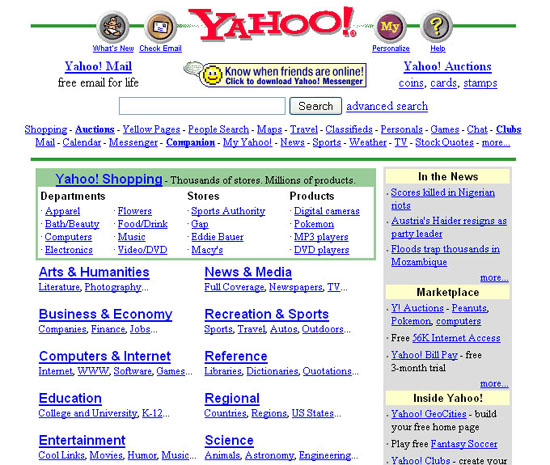 YAHOO!
My
?
What's New
Check Email
Personalize
Help
Yahoo! Mail
free email for life
Know when friends are online!
Click to download Yahoo! Messenger
Yahoo! Auctions
coins, cards, stamps
Search
advanced search
Shopping - Auctions - Yellow Pages - People Search - Maps - Travel - Classifieds - Personals - Games - Chat - Clubs
Mail - Calendar - Messenger - Companion - My Yahoo! - News - Sports - Weather - TV - Stock Quotes - more...
Yahoo! Shopping - Thousands of stores. Millions of products.
Departments
· Apparel
· Bath/Beauty
· Computers
· Electronics
· Flowers
· Food/Drink
· Music
· Video/DVD
Stores
· Sports Authority
· Gap
· Eddie Bauer
· Macy's
Products
· Digital cameras
· Pokemon
· MP3 players
· DVD players
Arts & Humanities
Literature, Photography...
News & Media
Full Coverage, Newspapers, TV...
Business & Economy
Companies, Finance, Jobs...
Recreation & Sports
Sports, Travel, Autos, Outdoors...
Computers & Internet
Internet, WWW, Software, Games...
Reference
Libraries, Dictionaries, Quotations...
Education
College and University, K-12...
Regional
Countries, Regions, US States...
Entertainment
Cool Links, Movies, Humor, Music...
Science
Animals, Astronomy, Engineering...
In the News
· Scores killed in Nigerian
riots
· Austria's Haider resigns as
party leader
· Floods trap thousands in
Mozambique
more...
Marketplace
· Y! Auctions - Peanuts,
Pokemon, computers
· Free 56K Internet Access
· Yahoo! Bill Pay - free
3-month trial
more...
Inside Yahoo!
· Yahoo! GeoCities - build
your free home page
· Play free Fantasy Soccer
· Yahoo! Clubs - create your